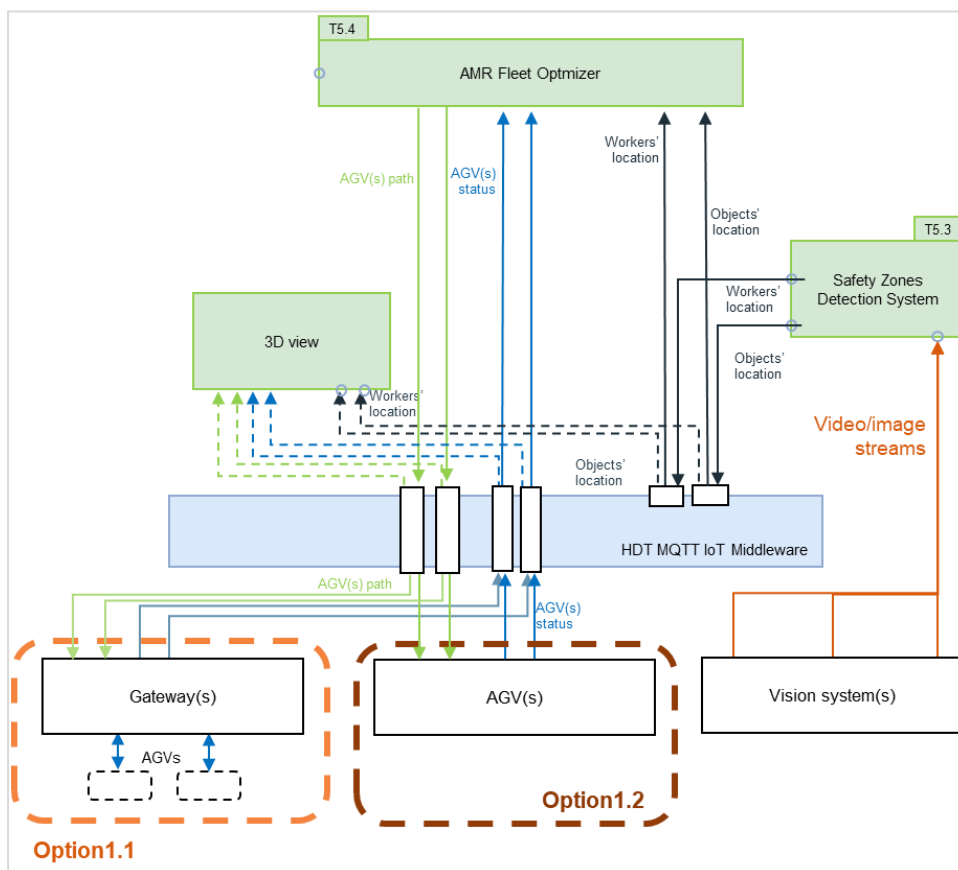 T5.4
AMR Fleet Optmizer
Workers'
location
AGV(s) path
AGV(s)
status
Objects'
location
T5.3
Safety Zones
Detection System
Workers'
location
3D view
Objects'
location
Workers'
location
Video/image
streams
Objects'
location
HDT MQTT IoT Middleware
AGV(s) path
AGV(s)
status
Gateway(s)
AGV(s)
Vision system(s)
AGVs
Option1.2
Option1.1